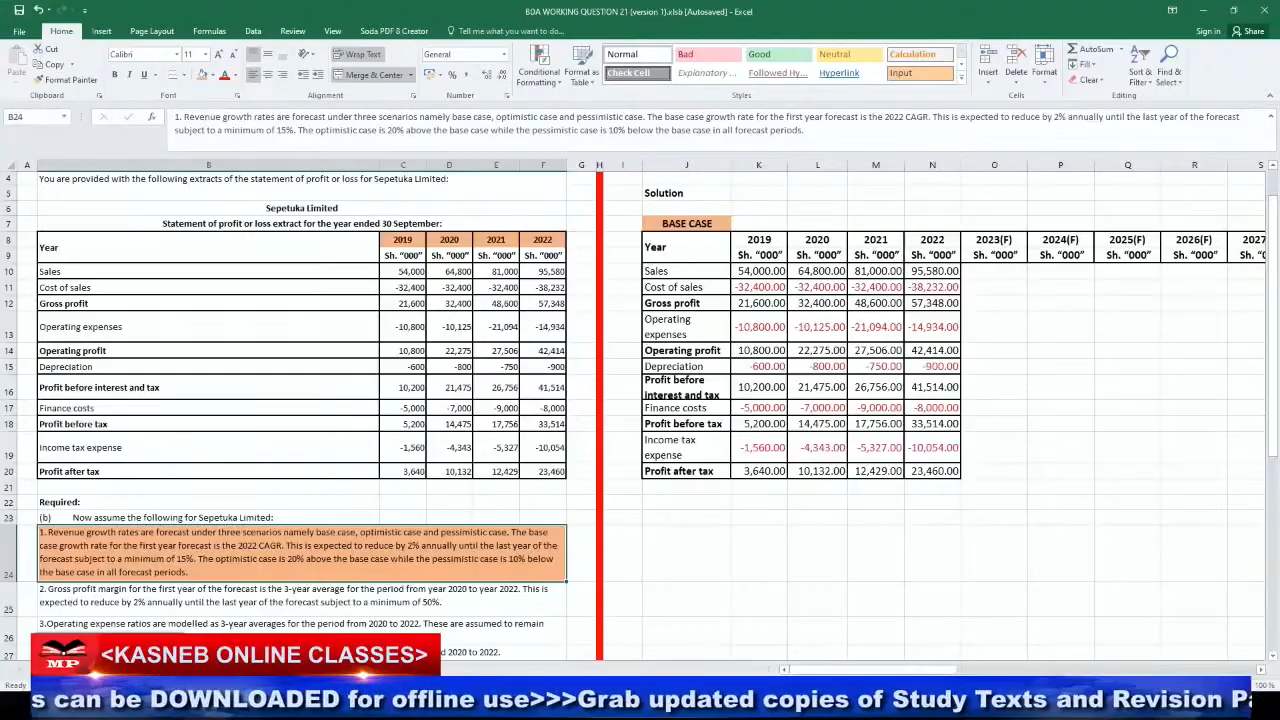 BDA WORKING QUESTION 21 (version 1).xlsb [Autosaved] - Excel
File Home Insert Page Layout Formulas Data Review View Soda PDF & Creator Tell me what you want to do... Sign in Share
Cut
Copy
Format Painter
Paste
Clipboard
Calibri 11
B I U
Font
Wrap Text
Merge & Center
Alignment
General
Number
Conditional Formatting
Format as Table
Normal Bad Good Neutral Calculation
Check Cell Explanatory ... Followed Hy... Hyperlink Input
Styles
Insert Delete Format
Cells
AutoSum
Fill
Clear
Sort & Filter
Find & Select
Editing
B24
1. Revenue growth rates are forecast under three scenarios namely base case, optimistic case and pessimistic case. The base case growth rate for the first year forecast is the 2022 CAGR. This is expected to reduce by 2% annually until the last year of the forecast
subject to a minimum of 15%. The optimistic case is 20% above the base case while the pessimistic case is 10% below the base case in all forecast periods.
A B C D E F G H I J K L M N O P Q R S
4 You are provided with the following extracts of the statement of profit or loss for Sepetuka Limited:
5 Solution
6 Sepetuka Limited
7 Statement of profit or loss extract for the year ended 30 September: BASE CASE
8 Year 2019 2020 2021 2022 Year 2019 2020 2021 2022 2023(F) 2024(F) 2025(F) 2026(F) 2027
9 Sh. "000" Sh. "000" Sh. "000" Sh. "000" Sh. "000" Sh. "000" Sh. "000" Sh. "000" Sh. "000" Sh. "000" Sh. "000" Sh. "000" Sh. "0
10 Sales 54,000 64,800 81,000 95,580 Sales 54,000.00 64,800.00 81,000.00 95,580.00
11 Cost of sales -32,400 -32,400 -32,400 -38,232 Cost of sales -32,400.00 -32,400.00 -32,400.00 -38,232.00
12 Gross profit 21,600 32,400 48,600 57,348 Gross profit 21,600.00 32,400.00 48,600.00 57,348.00
13 Operating expenses -10,800 -10,125 -21,094 -14,934 Operating expenses -10,800.00 -10,125.00 -21,094.00 -14,934.00
14 Operating profit 10,800 22,275 27,506 42,414 Operating profit 10,800.00 22,275.00 27,506.00 42,414.00
15 Depreciation -600 -800 -750 -900 Depreciation -600.00 -800.00 -750.00 -900.00
16 Profit before interest and tax 10,200 21,475 26,756 41,514 Profit before interest and tax 10,200.00 21,475.00 26,756.00 41,514.00
17 Finance costs -5,000 -7,000 -9,000 -8,000 Finance costs -5,000.00 -7,000.00 -9,000.00 -8,000.00
18 Profit before tax 5,200 14,475 17,756 33,514 Profit before tax 5,200.00 14,475.00 17,756.00 33,514.00
19 Income tax expense -1,560 -4,343 -5,327 -10,054 Income tax expense -1,560.00 -4,343.00 -5,327.00 -10,054.00
20 Profit after tax 3,640 10,132 12,429 23,460 Profit after tax 3,640.00 10,132.00 12,429.00 23,460.00
21
22 Required:
23 (b) Now assume the following for Sepetuka Limited:
1. Revenue growth rates are forecast under three scenarios namely base case, optimistic case and pessimistic case. The base
case growth rate for the first year forecast is the 2022 CAGR. This is expected to reduce by 2% annually until the last year of the
forecast subject to a minimum of 15%. The optimistic case is 20% above the base case while the pessimistic case is 10% below
24 the base case in all forecast periods.
2. Gross profit margin for the first year of the forecast is the 3-year average for the period from year 2020 to year 2022. This is
25 expected to reduce by 2% annually until the last year of the forecast subject to a minimum of 50%.
3.Operating expense ratios are modelled as 3-year averages for the period from 2020 to 2022. These are assumed to remain
26
27 d 2020 to 2022.
MP <KASNEB ONLINE CLASSES>
Ready 100 %
s can be DOWNLOADED for offline use>>>Grab updated copies of Study Texts and Revision Pa